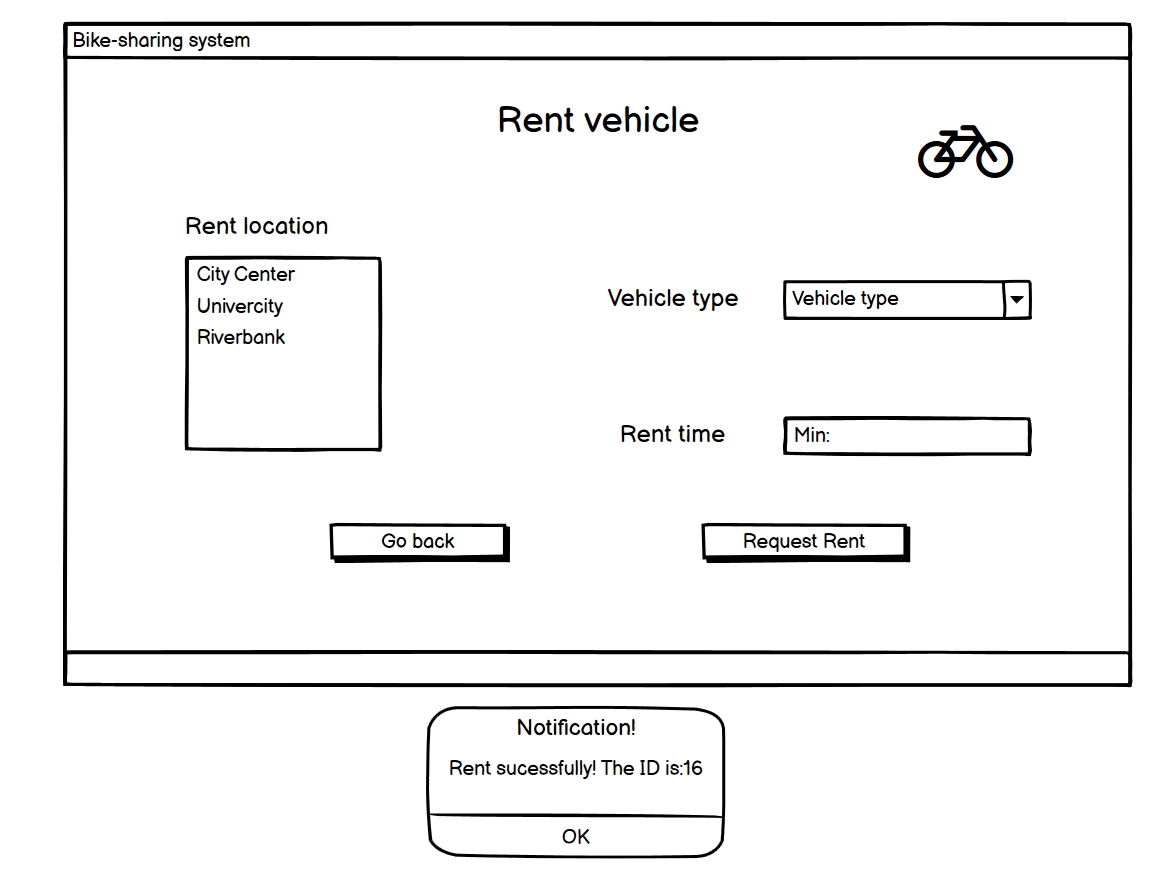 Bike-sharing system
Rent vehicle
Rent location
City Center
Univercity
Riverbank
Vehicle type
Vehicle type
Rent time
Min:
Go back
Request Rent
Notification!
Rent sucessfully! The ID is:16
OK